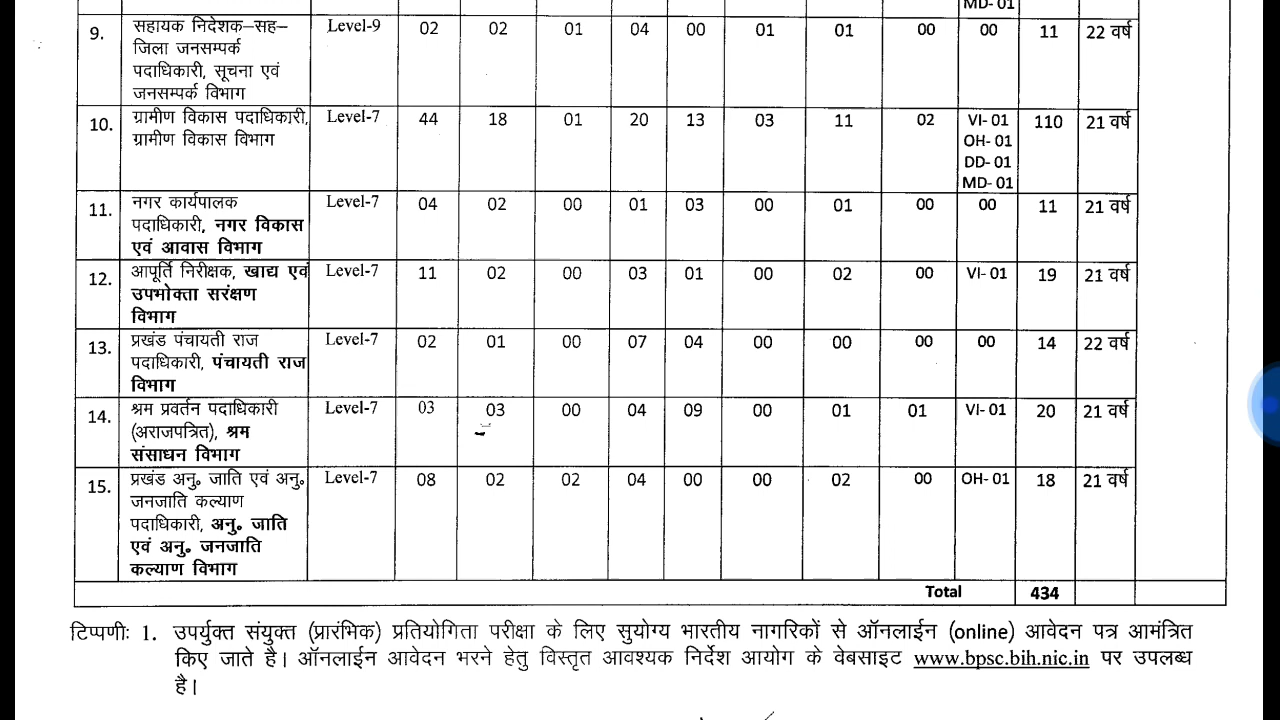 MD- 01
9. सहायक निदेशक–सह– Level-9 02 02 01 04 00 01 01 00 00 11 22 वर्ष
जिला जनसम्पर्क
पदाधिकारी, सूचना एवं
जनसम्पर्क विभाग
10. ग्रामीण विकास पदाधिकारी, Level-7 44 18 01 20 13 03 11 02 VI- 01 110 21 वर्ष
ग्रामीण विकास विभाग OH- 01
DD- 01
MD- 01
11. नगर कार्यपालक Level-7 04 02 00 01 03 00 01 00 00 11 21 वर्ष
पदाधिकारी, नगर विकास
एवं आवास विभाग
12. आपूर्ति निरीक्षक, खाद्य एवं Level-7 11 02 00 03 01 00 02 00 VI- 01 19 21 वर्ष
उपभोक्ता सरंक्षण
विभाग
13. प्रखंड पंचायती राज Level-7 02 01 00 07 04 00 00 00 00 14 22 वर्ष
पदाधिकारी, पंचायती राज
विभाग
14. श्रम प्रवर्तन पदाधिकारी Level-7 03 03 00 04 09 00 01 01 VI- 01 20 21 वर्ष
(अराजपत्रित), श्रम
संसाधन विभाग
15. प्रखंड अनु॰ जाति एवं अनु॰ Level-7 08 02 02 04 00 00 02 00 OH- 01 18 21 वर्ष
जनजाति कल्याण
पदाधिकारी, अनु॰ जाति
एवं अनु॰ जनजाति
कल्याण विभाग
Total 434
टिप्पणीः 1. उपर्युक्त संयुक्त (प्रारंभिक) प्रतियोगिता परीक्षा के लिए सुयोग्य भारतीय नागरिकों से ऑनलाईन (online) आवेदन पत्र आमंत्रित
किए जाते है। ऑनलाईन आवेदन भरने हेतु विस्तृत आवश्यक निर्देश आयोग के वेबसाइट www.bpsc.bih.nic.in पर उपलब्ध
है।